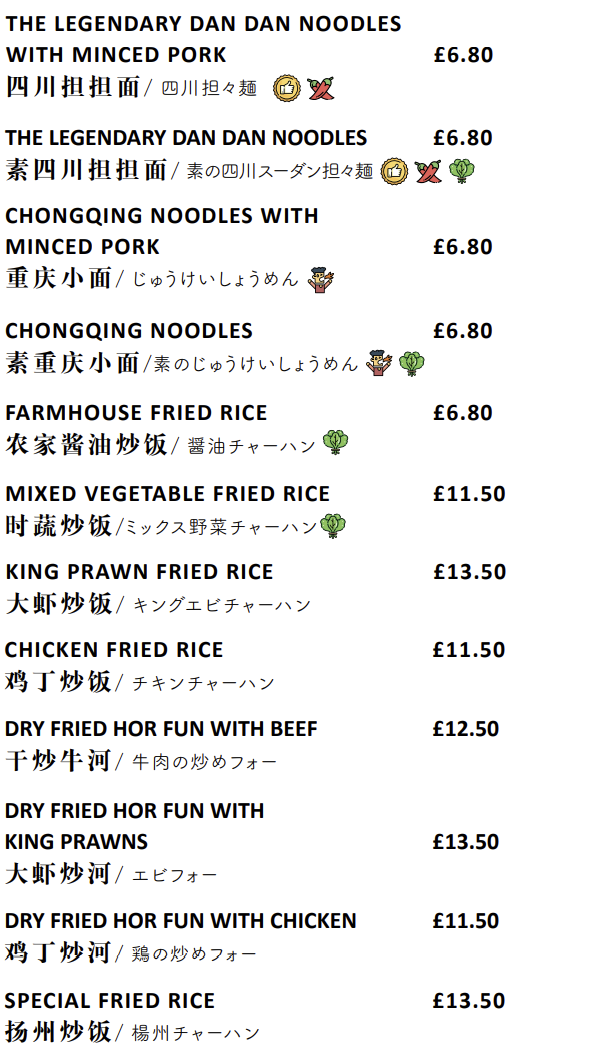 THE LEGENDARY DAN DAN NOODLES
WITH MINCED PORK £6.80
四川担担面/ 四川担々麺
THE LEGENDARY DAN DAN NOODLES £6.80
素四川担担面/ 素の四川スーダン担々麺
CHONGQING NOODLES WITH
MINCED PORK £6.80
重庆小面/ じゅうけいしょうめん
CHONGQING NOODLES £6.80
素重庆小面/素のじゅうけいしょうめん
FARMHOUSE FRIED RICE £6.80
农家酱油炒饭/ 醤油チャーハン
MIXED VEGETABLE FRIED RICE £11.50
时蔬炒饭/ミックス野菜チャーハン
KING PRAWN FRIED RICE £13.50
大虾炒饭/ キングエビチャーハン
CHICKEN FRIED RICE £11.50
鸡丁炒饭/ チキンチャーハン
DRY FRIED HOR FUN WITH BEEF £12.50
干炒牛河/ 牛肉の炒めフォー
DRY FRIED HOR FUN WITH
KING PRAWNS £13.50
大虾炒河/ エビフォー
DRY FRIED HOR FUN WITH CHICKEN £11.50
鸡丁炒河/ 鶏の炒めフォー
SPECIAL FRIED RICE £13.50
扬州炒饭/ 楊州チャーハン